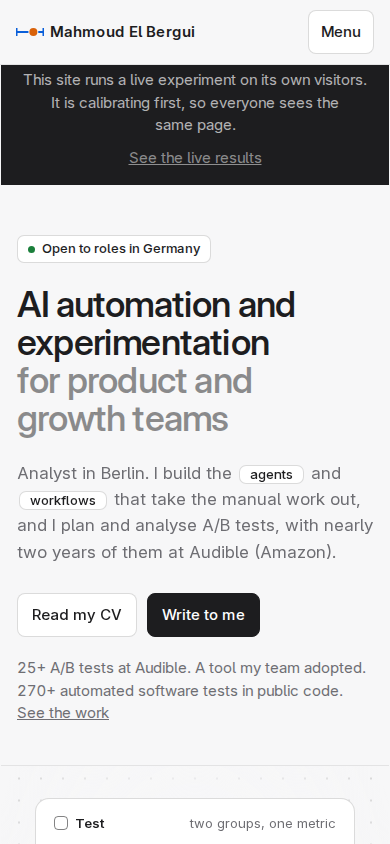 Mahmoud El Bergui
Menu
This site runs a live experiment on its own visitors.
It is calibrating first, so everyone sees the
same page.
See the live results
Open to roles in Germany
AI automation and
experimentation
for product and
growth teams
Analyst in Berlin. I build the agents and
workflows that take the manual work out,
and I plan and analyse A/B tests, with nearly
two years of them at Audible (Amazon).
Read my CV
Write to me
25+ A/B tests at Audible. A tool my team adopted.
270+ automated software tests in public code.
See the work
Test
two groups, one metric